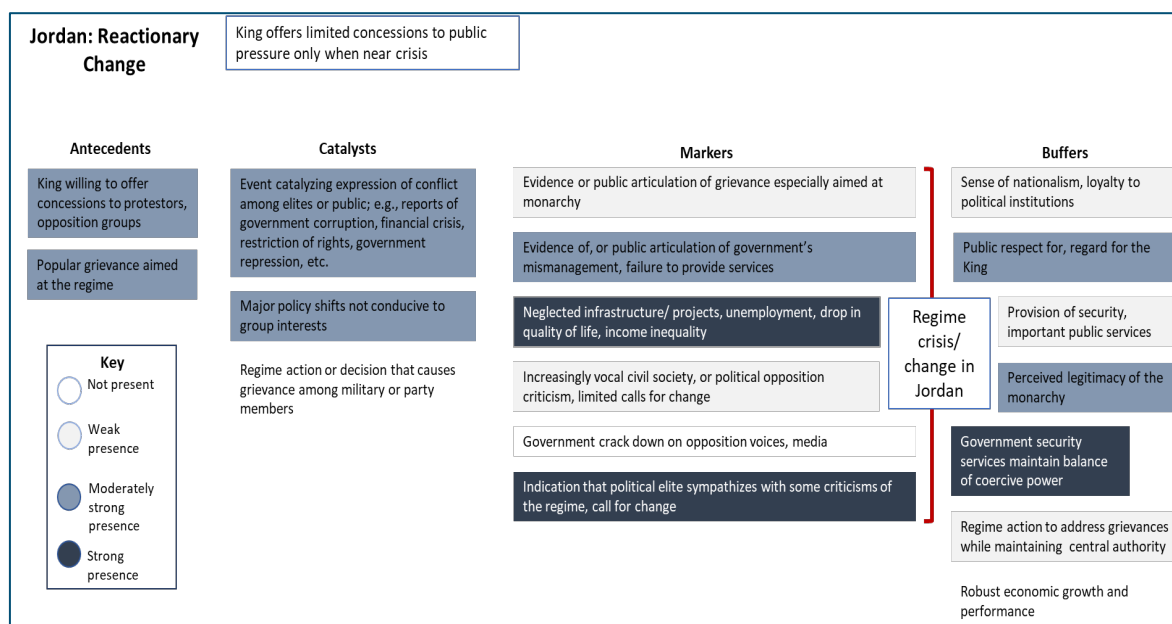 Jordan: Reactionary
Change
King offers limited concessions to public
pressure only when near crisis
Antecedents
King willing to offer
concessions to protestors,
opposition groups
Popular grievance aimed
at the regime
Key
Not present
Weak
presence
Moderately
strong
presence
Strong
presence
Catalysts
Event catalyzing expression of conflict
among elites or public; e.g., reports of
government corruption, financial crisis,
restriction of rights, government
repression, etc.
Major policy shifts not conducive to
group interests
Regime action or decision that causes
grievance among military or party
members
Markers
Evidence or public articulation of grievance especially aimed at
monarchy
Evidence of, or public articulation of government’s
mismanagement, failure to provide services
Neglected infrastructure/ projects, unemployment, drop in
quality of life, income inequality
Increasingly vocal civil society, or political opposition
criticism, limited calls for change
Government crack down on opposition voices, media
Indication that political elite sympathizes with some criticisms of
the regime, call for change
Regime
crisis/
change in
Jordan
Buffers
Sense of nationalism, loyalty to
political institutions
Public respect for, regard for the
King
Provision of security,
important public services
Perceived legitimacy of the
monarchy
Government security
services maintain balance
of coercive power
Regime action to address grievances
while maintaining central authority
Robust economic growth and
performance